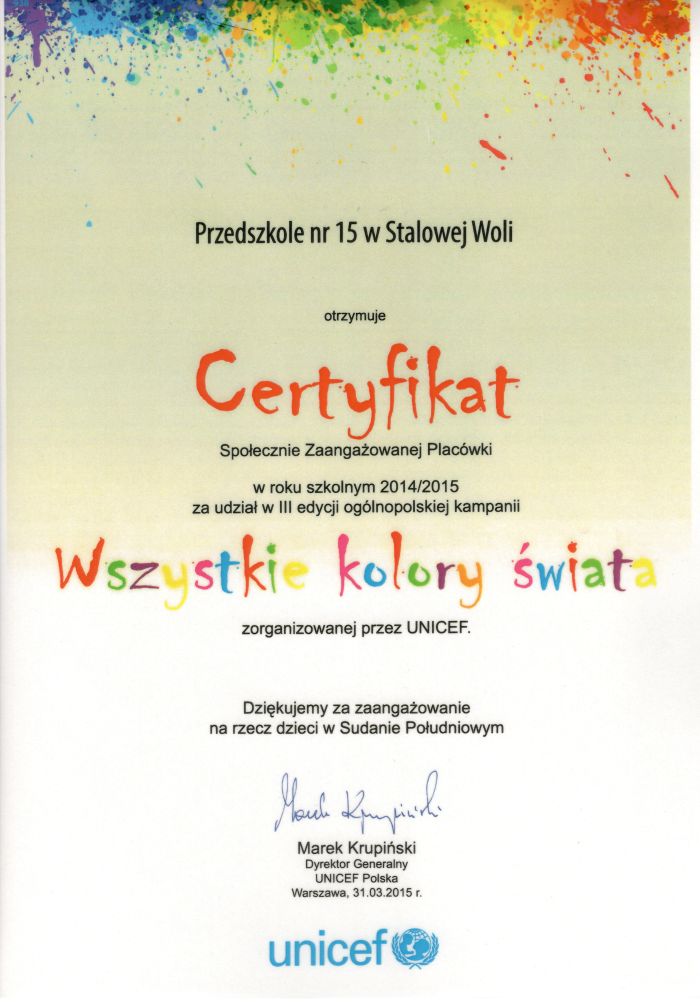 Przedszkole nr 15 w Stalowej Woli
otrzymuje
Certyfikat
Społecznie Zaangażowanej Placówki
w roku szkolnym 2014/2015
za udział w III edycji ogólnopolskiej kampanii
Wszystkie kolory świata
zorganizowanej przez UNICEF.
Dziękujemy za zaangażowanie
na rzecz dzieci w Sudanie Południowym
Marek Krupiński
Marek Krupiński
Dyrektor Generalny
UNICEF Polska
Warszawa, 31.03.2015 r.
unicef